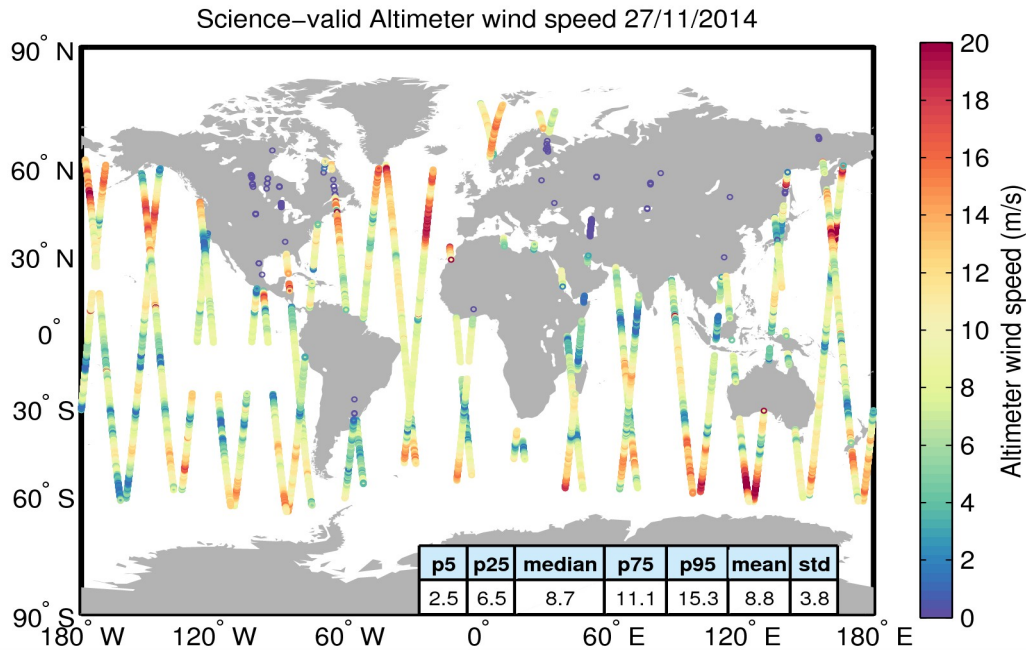 Science−valid Altimeter wind speed 27/11/2014
90° N
60° N
30° N
0°
30° S
60° S
90° S
180° W
120° W
60° W
0°
60° E
120° E
180° E
p5 p25 median p75 p95 mean std
2.5 6.5 8.7 11.1 15.3 8.8 3.8
20
18
16
14
12
10
8
6
4
2
0
Altimeter wind speed (m/s)